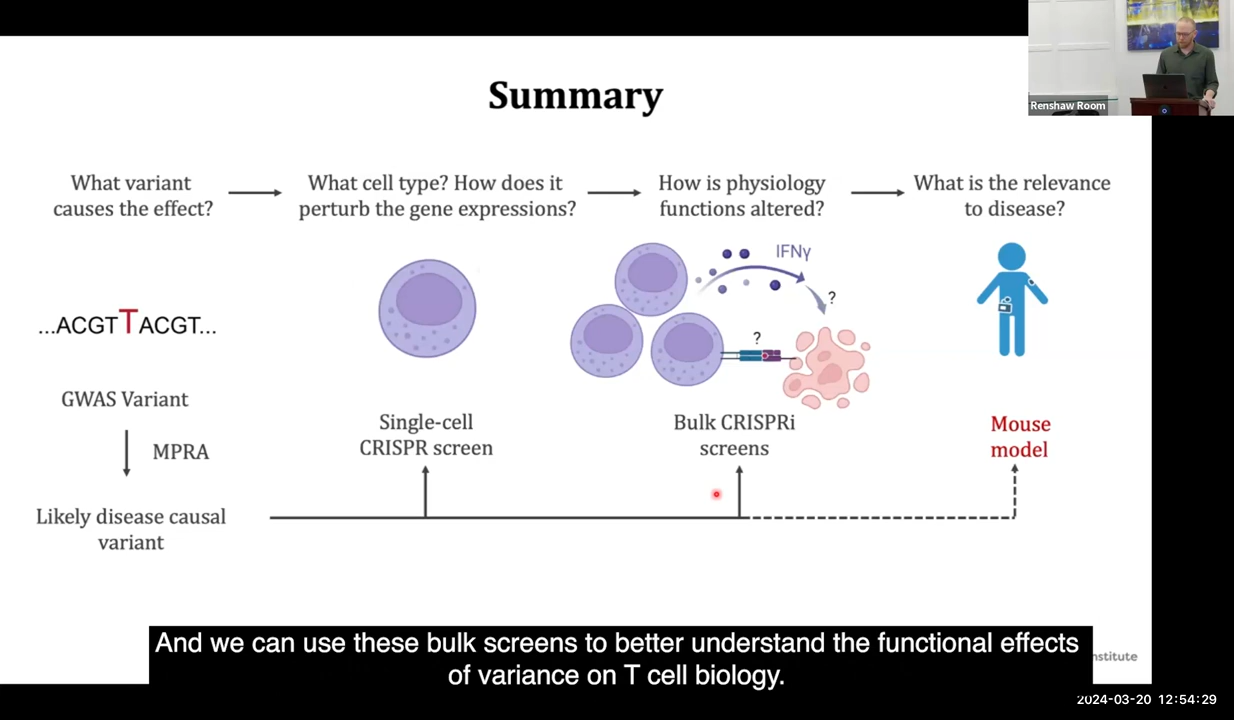 Renshaw Room
Summary
What variant
causes the effect?
What cell type? How does it
perturb the gene expressions?
How is physiology
functions altered?
What is the relevance
to disease?
IFNγ
?
?
...ACGTTACGT...
GWAS Variant
MPRA
Likely disease causal
variant
Single-cell
CRISPR screen
Bulk CRISPRi
screens
Mouse
model
And we can use these bulk screens to better understand the functional effects
of variance on T cell biology.
nstitute
2024-03-20 12:54:29